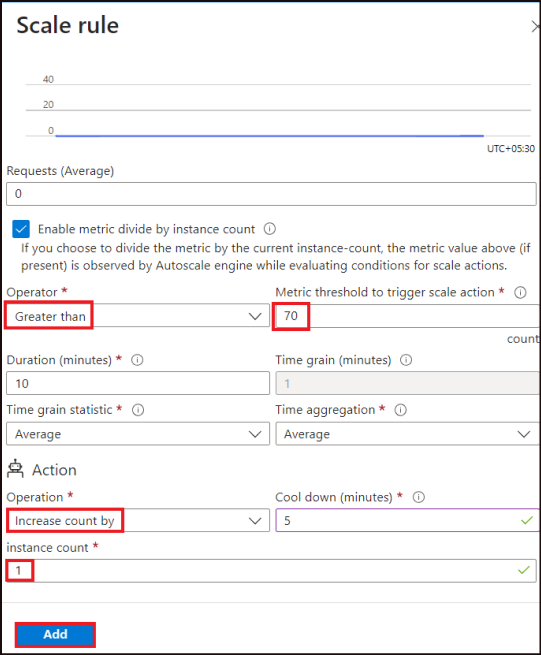 Scale rule
40
20
0
UTC+05:30
Requests (Average)
0
Enable metric divide by instance count
If you choose to divide the metric by the current instance-count, the metric value above (if
present) is observed by Autoscale engine while evaluating conditions for scale actions.
Operator * Metric threshold to trigger scale action *
Greater than 70
count
Duration (minutes) * Time grain (minutes)
10 1
Time grain statistic * Time aggregation *
Average Average
Action
Operation * Cool down (minutes) *
Increase count by 5
instance count *
1
Add